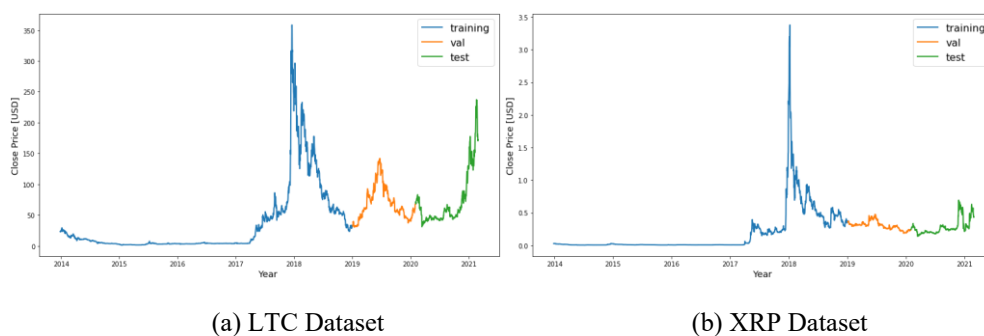 training
val
test
350
300
250
200
150
100
50
0
Close Price [USD]
2014 2015 2016 2017 2018 2019 2020 2021
Year
(a) LTC Dataset
training
val
test
3.5
3.0
2.5
2.0
1.5
1.0
0.5
0.0
Close Price [USD]
2014 2015 2016 2017 2018 2019 2020 2021
Year
(b) XRP Dataset